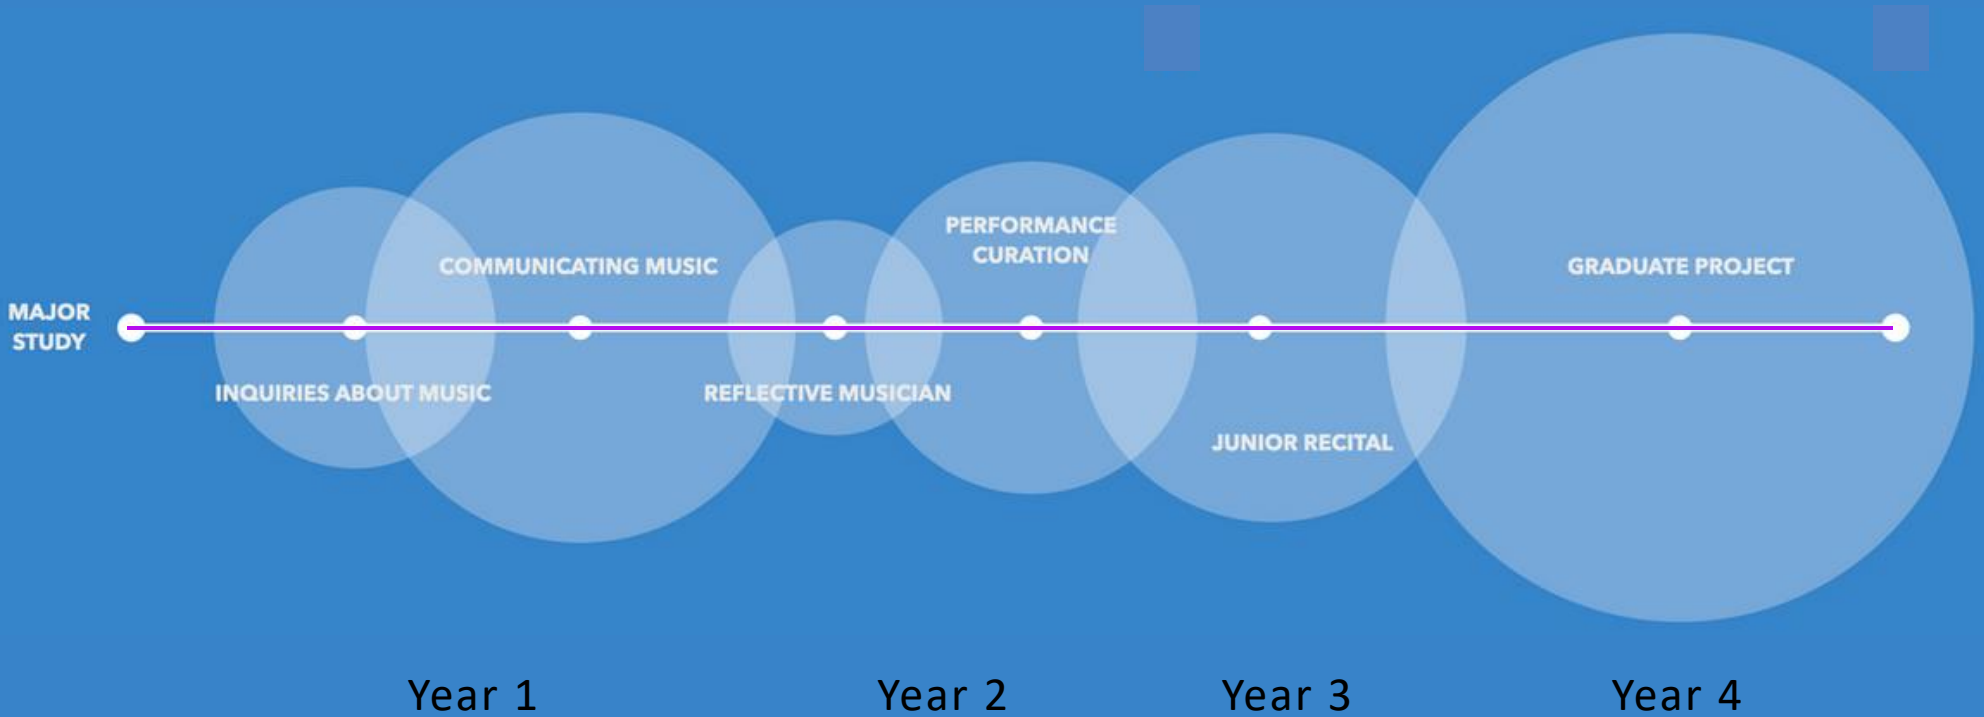 MAJOR
STUDY
INQUIRIES ABOUT MUSIC
COMMUNICATING MUSIC
REFLECTIVE MUSICIAN
PERFORMANCE
CURATION
JUNIOR RECITAL
GRADUATE PROJECT
Year 1
Year 2
Year 3
Year 4